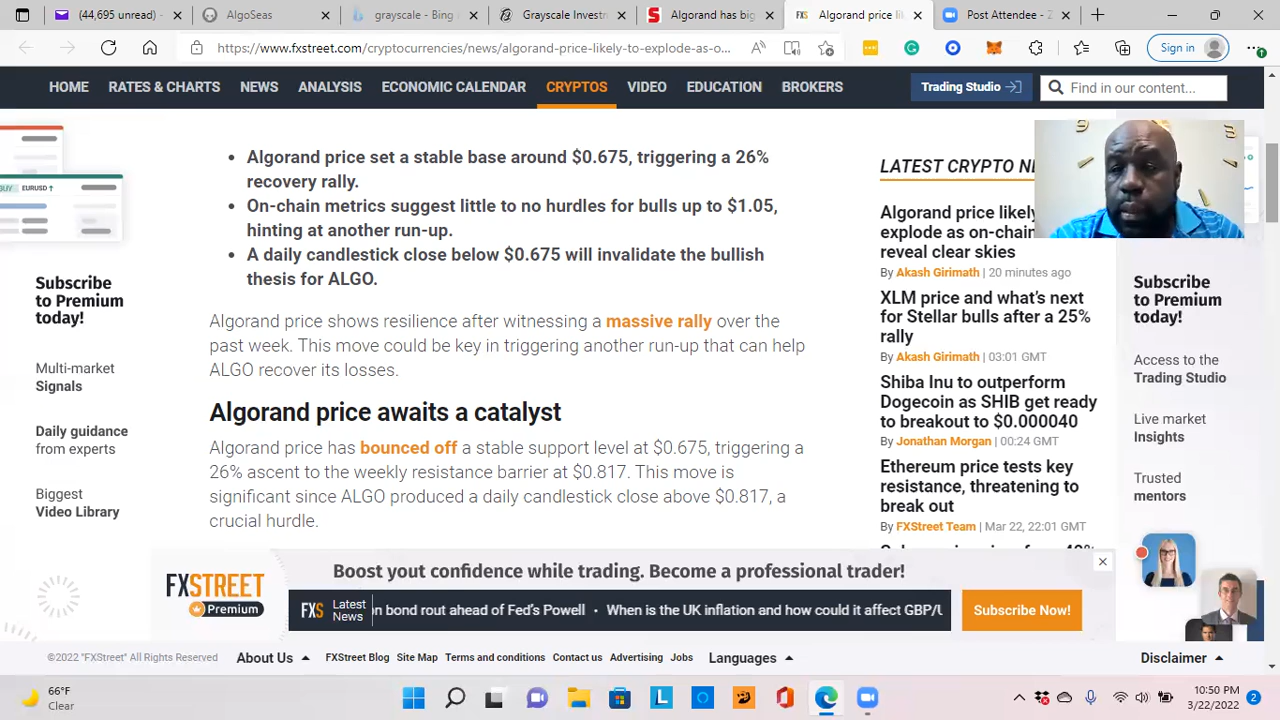 (44,695 unread) -
AlgoSeas
grayscale - Bing
Grayscale Investm
Algorand has big
Algorand price lik
Post Attendee - Z
https://www.fxstreet.com/cryptocurrencies/news/algorand-price-likely-to-explode-as-o...
Sign in
HOME RATES & CHARTS NEWS ANALYSIS ECONOMIC CALENDAR CRYPTOS VIDEO EDUCATION BROKERS
Trading Studio
Find in our content...
• Algorand price set a stable base around $0.675, triggering a 26%
recovery rally.
• On-chain metrics suggest little to no hurdles for bulls up to $1.05,
hinting at another run-up.
• A daily candlestick close below $0.675 will invalidate the bullish
thesis for ALGO.
Algorand price shows resilience after witnessing a massive rally over the
past week. This move could be key in triggering another run-up that can help
ALGO recover its losses.
Algorand price awaits a catalyst
Algorand price has bounced off a stable support level at $0.675, triggering a
26% ascent to the weekly resistance barrier at $0.817. This move is
significant since ALGO produced a daily candlestick close above $0.817, a
crucial hurdle.
EURUSD
Subscribe
to Premium
today!
Multi-market
Signals
Daily guidance
from experts
Biggest
Video Library
LATEST CRYPTO NE
Algorand price likely
explode as on-chain
reveal clear skies
By Akash Girimath | 20 minutes ago
XLM price and what's next
for Stellar bulls after a 25%
rally
By Akash Girimath | 03:01 GMT
Shiba Inu to outperform
Dogecoin as SHIB get ready
to breakout to $0.000040
By Jonathan Morgan | 00:24 GMT
Ethereum price tests key
resistance, threatening to
break out
By FXStreet Team | Mar 22, 22:01 GMT
Subscribe
to Premium
today!
Access to the
Trading Studio
Live market
Insights
Trusted
mentors
FXSTREET
Premium
Boost yout confidence while trading. Become a professional trader!
FXS Latest
News
n bond rout ahead of Fed's Powell · When is the UK inflation and how could it affect GBP/U
Subscribe Now!
©2022 "FXStreet" All Rights Reserved
About Us
FXStreet Blog Site Map Terms and conditions Contact us Advertising Jobs
Languages
Disclaimer
66°F
Clear
10:50 PM
3/22/2022
2